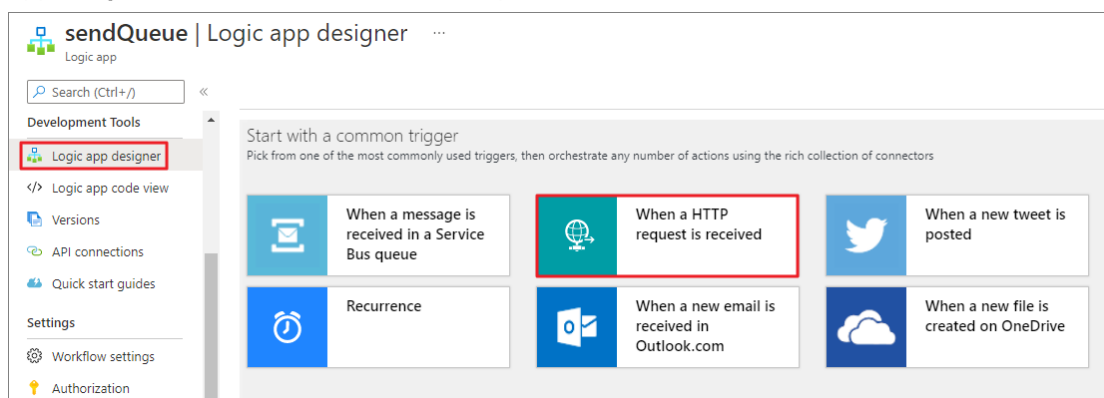 sendQueue | Logic app designer ...
Logic app
Search (Ctrl+/)
«
Development Tools
Logic app designer
</> Logic app code view
Versions
API connections
Quick start guides
Settings
Workflow settings
Authorization
Start with a common trigger
Pick from one of the most commonly used triggers, then orchestrate any number of actions using the rich collection of connectors
When a message is
received in a Service
Bus queue
When a HTTP
request is received
When a new tweet is
posted
Recurrence
When a new email is
received in
Outlook.com
When a new file is
created on OneDrive